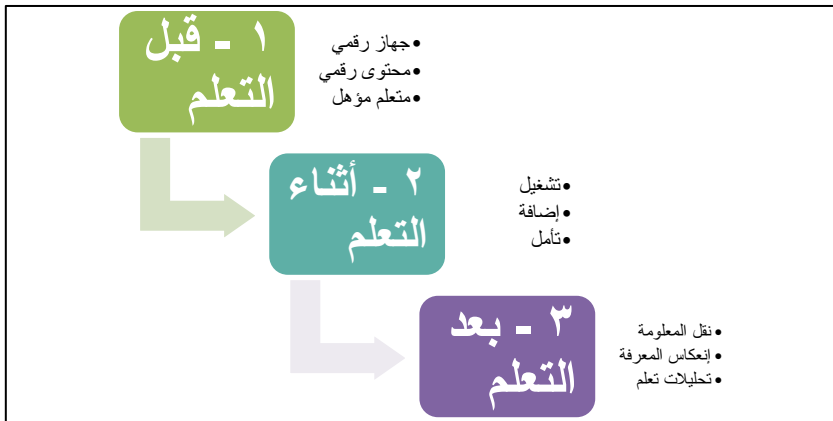 ١ - قبل
التعلم
•جهاز رقمي
•محتوى رقمي
•متعلم مؤهل
٢ - أثناء
التعلم
•تشغيل
•إضافة
•تأمل
٣ - بعد
التعلم
•نقل المعلومة
•إنعكاس المعرفة
•تحليلات تعلم